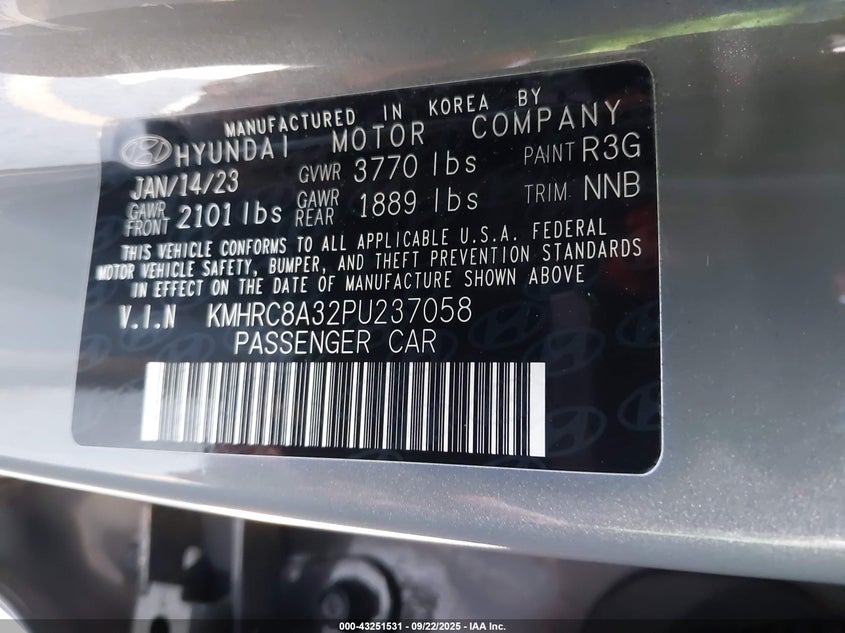 MANUFACTURED IN KOREA BY
HYUNDAI MOTOR COMPANY
JAN/14/23 GVWR 3770 lbs PAINT R3G
GAWR FRONT 2101 lbs GAWR REAR 1889 lbs TRIM NNB
THIS VEHICLE CONFORMS TO ALL APPLICABLE U.S.A. FEDERAL
MOTOR VEHICLE SAFETY, BUMPER, AND THEFT PREVENTION STANDARDS
IN EFFECT ON THE DATE OF MANUFACTURE SHOWN ABOVE
V.I.N KMHRC8A32PU237058
PASSENGER CAR
000-43251531 - 09/22/2025 - IAA Inc.